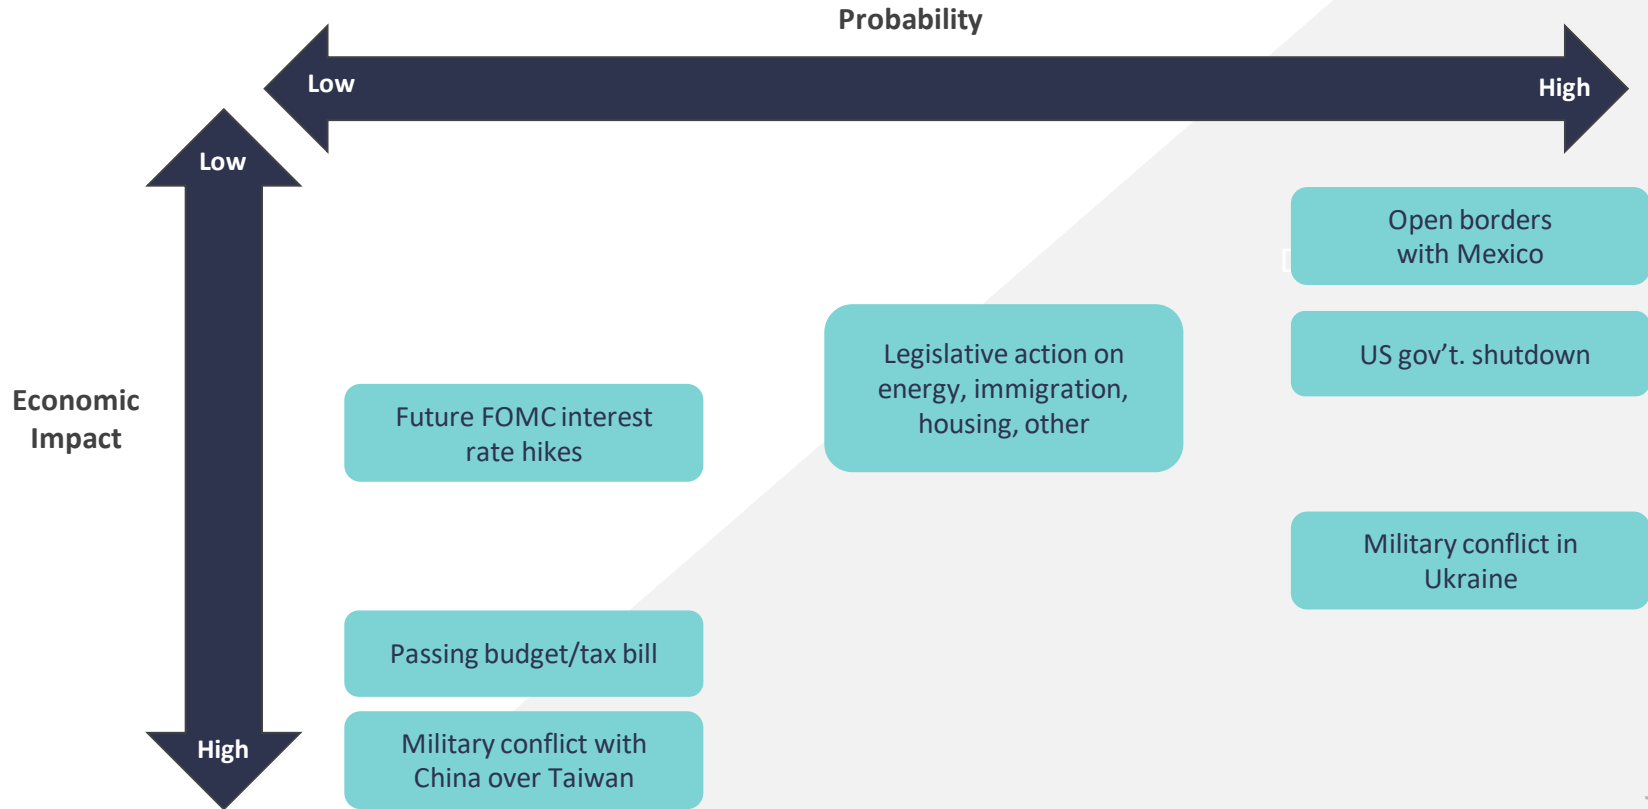 Probability
Low
High
Low
Open borders
with Mexico
Legislative action on
energy, immigration,
housing, other
US gov’t. shutdown
Economic
Impact
Future FOMC interest
rate hikes
Military conflict in
Ukraine
Passing budget/tax bill
High
Military conflict with
China over Taiwan